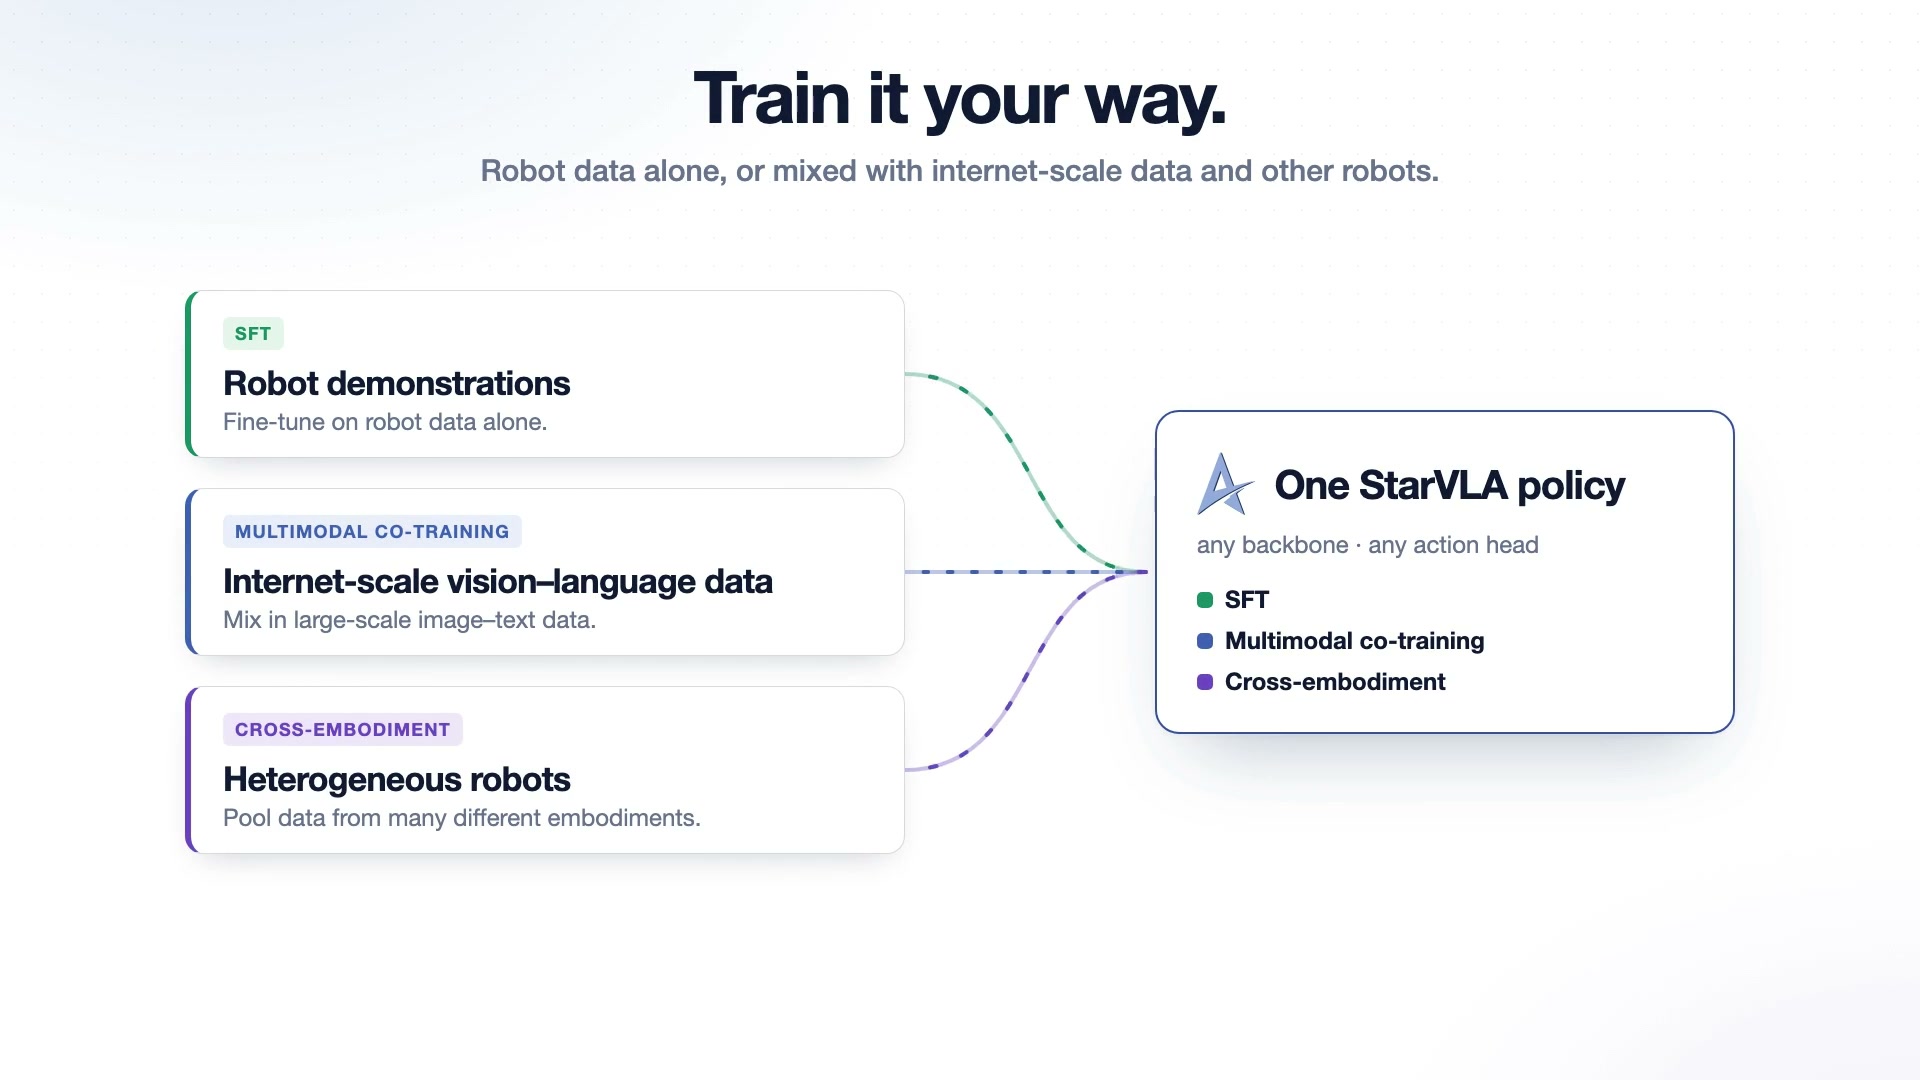 Train it your way.
Robot data alone, or mixed with internet-scale data and other robots.
SFT
Robot demonstrations
Fine-tune on robot data alone.
MULTIMODAL CO-TRAINING
Internet-scale vision–language data
Mix in large-scale image–text data.
CROSS-EMBODIMENT
Heterogeneous robots
Pool data from many different embodiments.
One StarVLA policy
any backbone · any action head
SFT
Multimodal co-training
Cross-embodiment